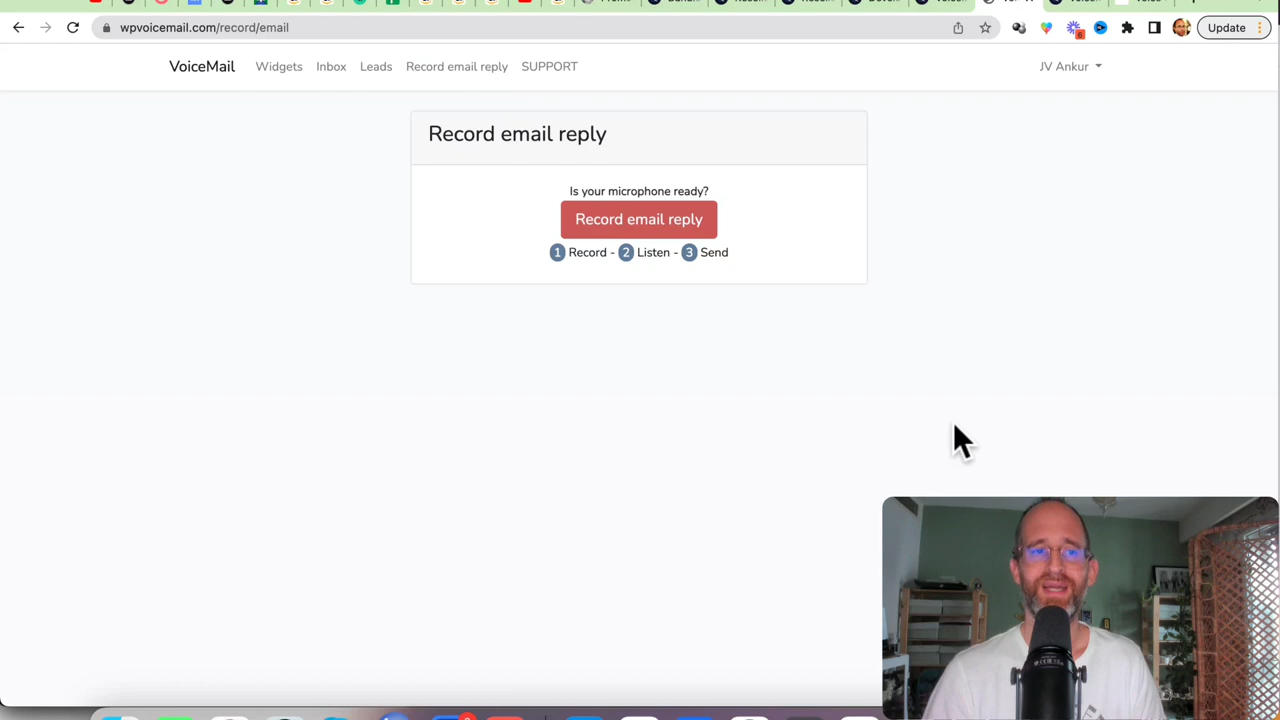 wpvoicemail.com/record/email
6
Update
VoiceMail Widgets Inbox Leads Record email reply SUPPORT JV Ankur
Record email reply
Is your microphone ready?
Record email reply
1 Record - 2 Listen - 3 Send